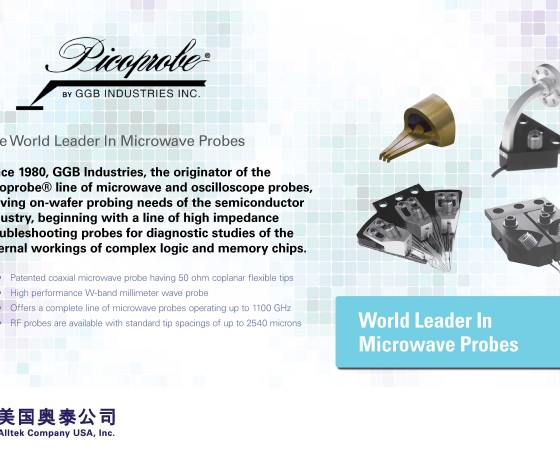 Picoprobe®
BY GGB INDUSTRIES INC.
e World Leader In Microwave Probes
ce 1980, GGB Industries, the originator of the
oprobe® line of microwave and oscilloscope probes,
ving on-wafer probing needs of the semiconductor
ustry, beginning with a line of high impedance
ubleshooting probes for diagnostic studies of the
ernal workings of complex logic and memory chips.
Patented coaxial microwave probe having 50 ohm coplanar flexible tips
High performance W-band millimeter wave probe
Offers a complete line of microwave probes operating up to 1100 GHz
RF probes are available with standard tip spacings of up to 2540 microns
World Leader In
Microwave Probes
美国奥泰公司
Alltek Company USA, Inc.